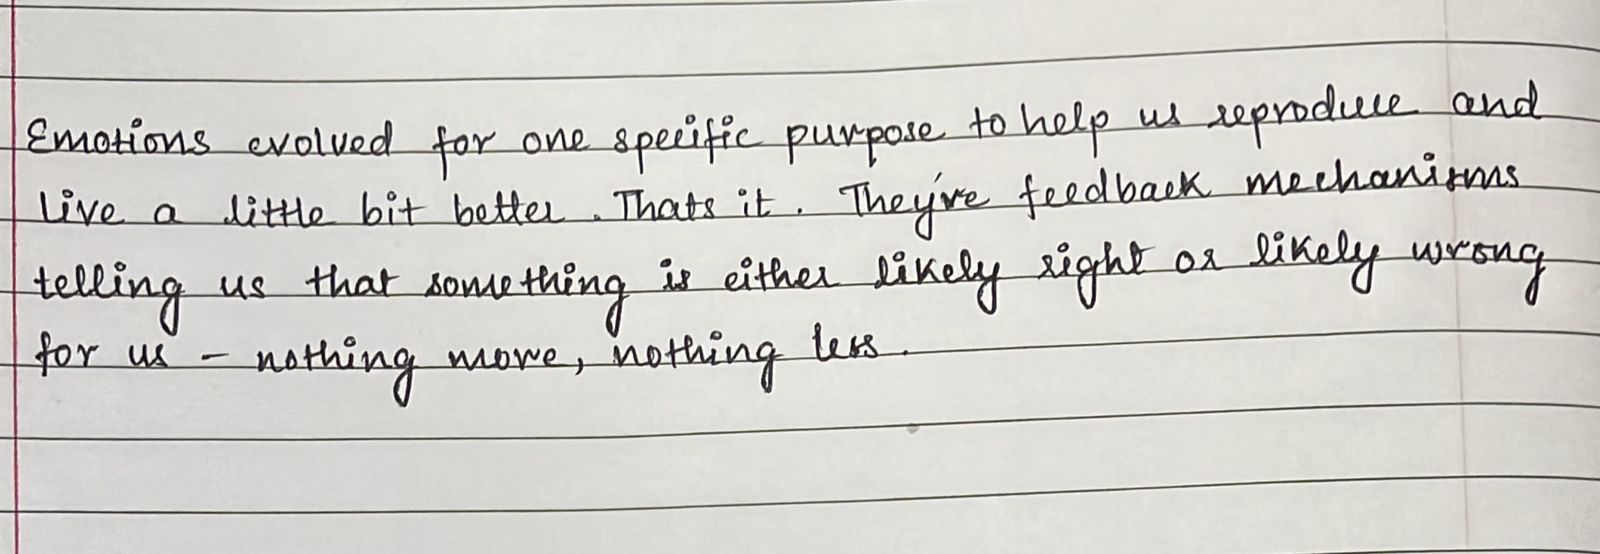 Emotions evolved for one specific purpose to help us reproduce and
live a little bit better. Thats it. They're feedback mechanisms
telling us that something is either likely right or likely wrong
for us - nothing more, nothing less.